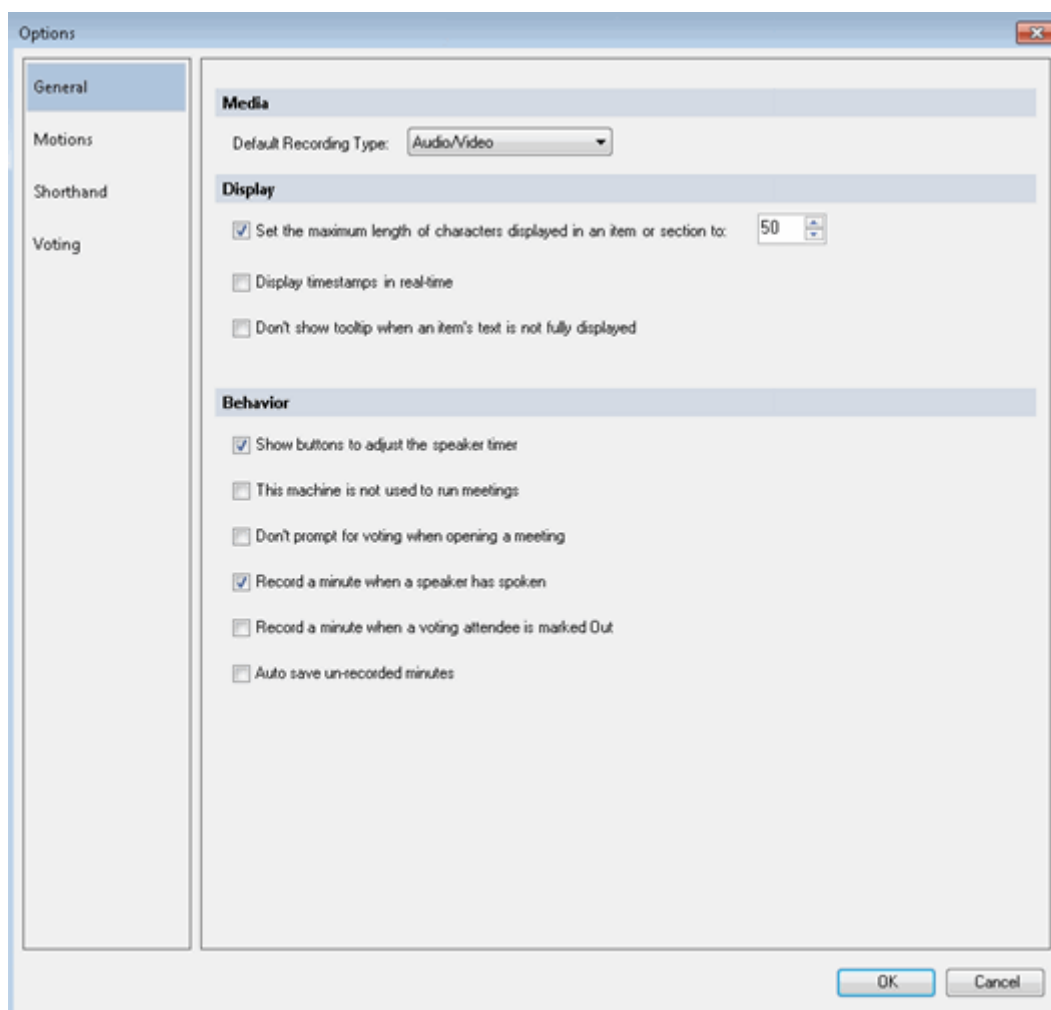 Options
General
Motions
Shorthand
Voting
Media
Default Recording Type: Audio/Video
Display
Set the maximum length of characters displayed in an item or section to: 50
Display timestamps in real-time
Don't show tooltip when an item's text is not fully displayed
Behavior
Show buttons to adjust the speaker timer
This machine is not used to run meetings
Don't prompt for voting when opening a meeting
Record a minute when a speaker has spoken
Record a minute when a voting attendee is marked Out
Auto save un-recorded minutes
OK Cancel